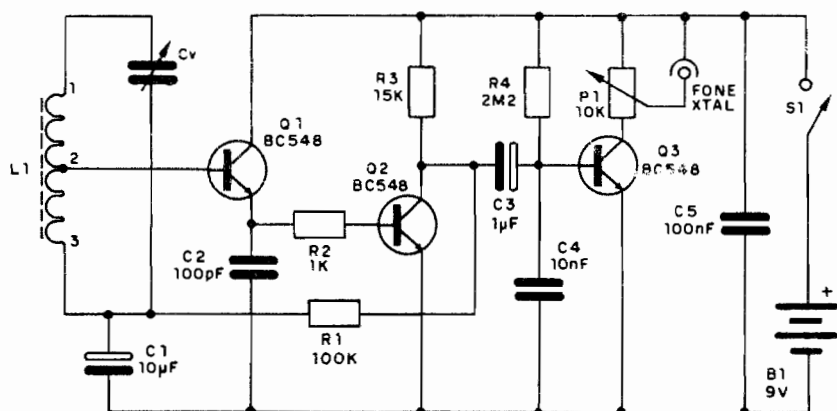 Cv
1
2
3
L1
Q1
BC548
C2
100pF
C1
10µF
R2
1K
R1
100K
R3
15K
Q2
BC548
C3
1µF
R4
2M2
C4
10nF
P1
10K
Q3
BC548
FONE
XTAL
C5
100nF
S1
+
B1
9V